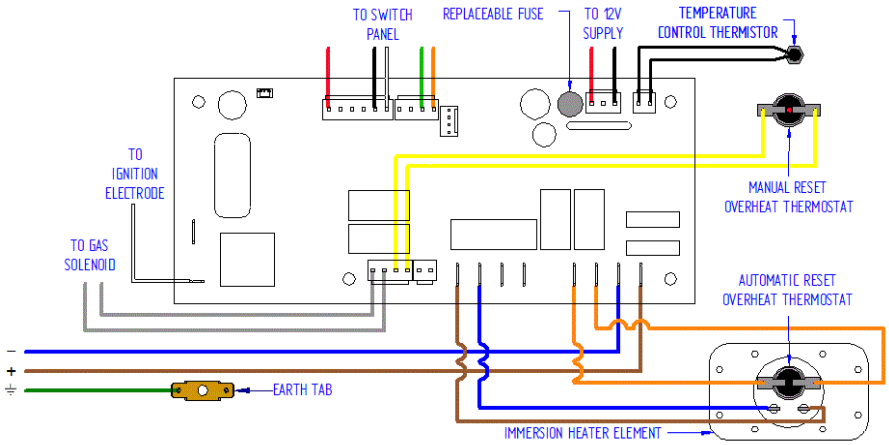 TO SWITCH
PANEL
REPLACEABLE FUSE
TO 12V
SUPPLY
TEMPERATURE
CONTROL THERMISTOR
TO
IGNITION
ELECTRODE
MANUAL RESET
OVERHEAT THERMOSTAT
TO GAS
SOLENOID
AUTOMATIC RESET
OVERHEAT THERMOSTAT
-
+
EARTH TAB
IMMERSION HEATER ELEMENT